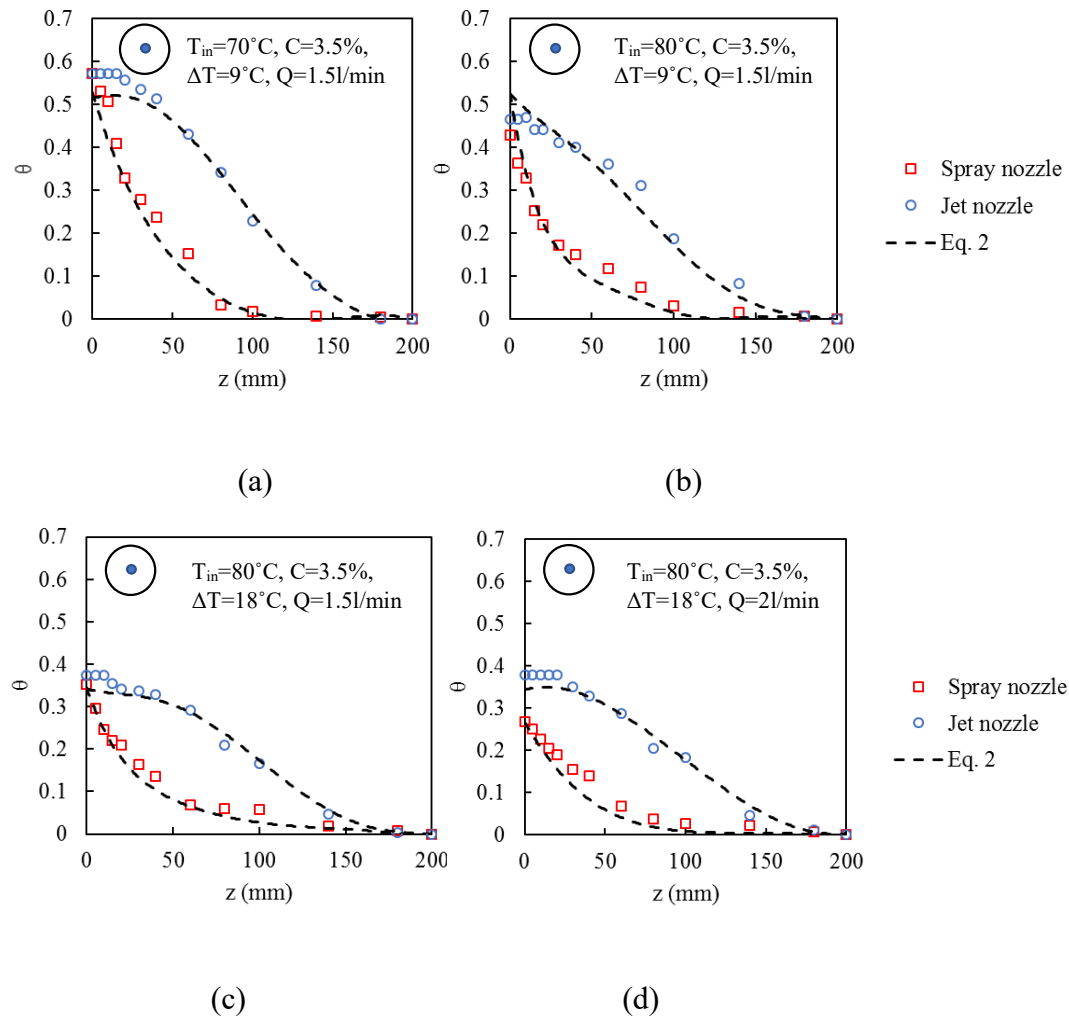 0.7
0.6
0.5
0.4
0.3
0.2
0.1
0
θ
T_in=70˚C, C=3.5%,
ΔT=9˚C, Q=1.5l/min
0 50 100 150 200
z (mm)
(a)
0.7
0.6
0.5
0.4
0.3
0.2
0.1
0
θ
T_in=80˚C, C=3.5%,
ΔT=9˚C, Q=1.5l/min
0 50 100 150 200
z (mm)
(b)
Spray nozzle
Jet nozzle
Eq. 2
0.7
0.6
0.5
0.4
0.3
0.2
0.1
0
θ
T_in=80˚C, C=3.5%,
ΔT=18˚C, Q=1.5l/min
0 50 100 150 200
z (mm)
(c)
0.7
0.6
0.5
0.4
0.3
0.2
0.1
0
θ
T_in=80˚C, C=3.5%,
ΔT=18˚C, Q=2l/min
0 50 100 150 200
z (mm)
(d)
Spray nozzle
Jet nozzle
Eq. 2